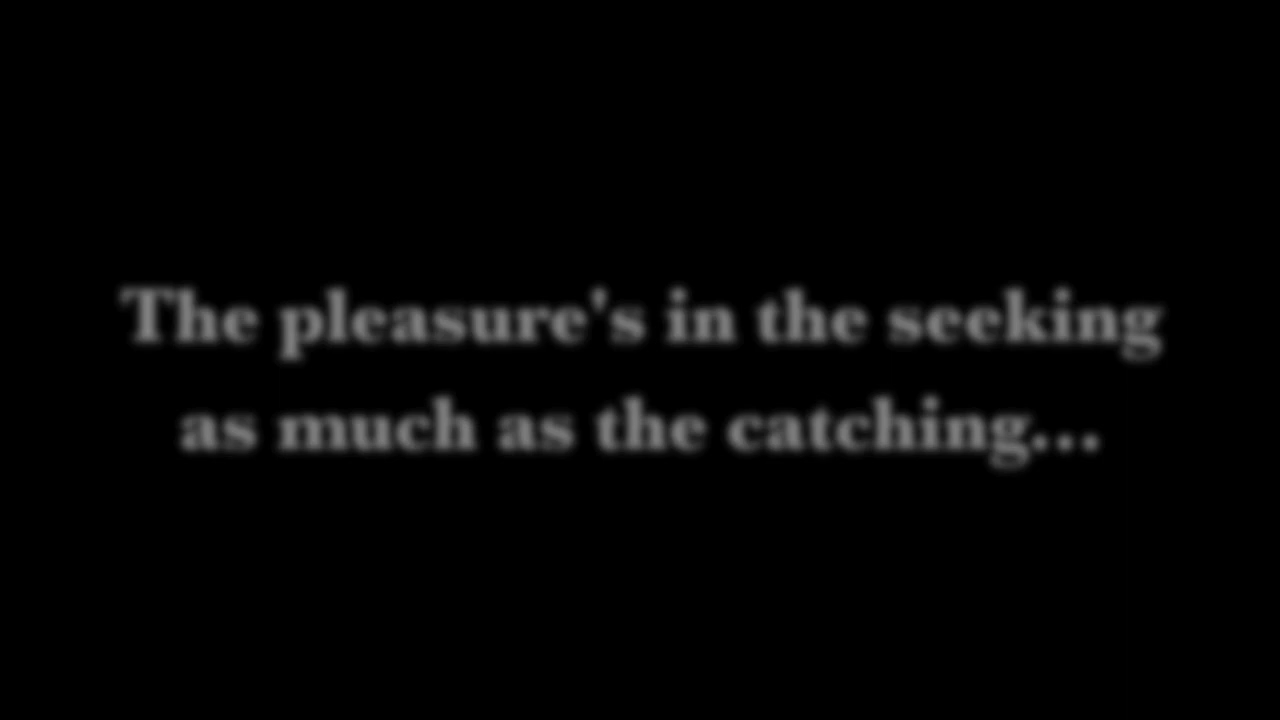 The pleasure's in the seeking
as much as the catching...